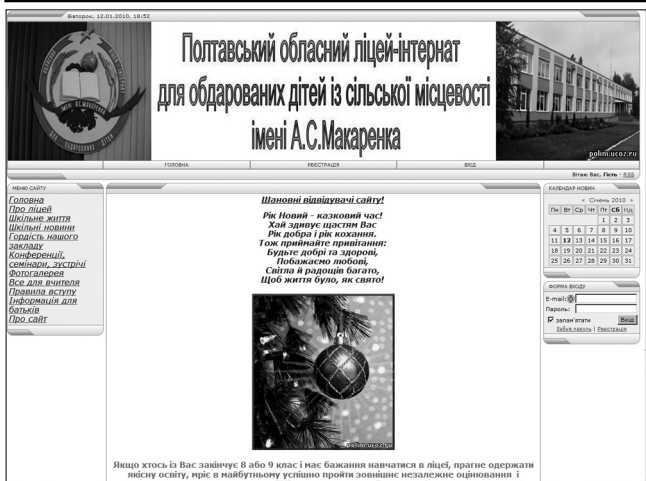 Вівторок, 12.01.2010, 18:52
Полтавський обласний ліцей-інтернат
для обдарованих дітей із сільської місцевості
імені А.С.Макаренка
polim.ucoz.ru
ГОЛОВНА
РЕЄСТРАЦІЯ
ВХІД
Вітаю Вас, Гість · RSS
МЕНЮ САЙТУ
Головна
Про ліцей
Шкільне життя
Шкільні новини
Гордість нашого
закладу
Конференції,
семінари, зустрічі
Фотогалерея
Все для вчителя
Правила вступу
Інформація для
батьків
Про сайт
Шановні відвідувачі сайту!
Рік Новий - казковий час!
Хай здивує щастям Вас
Рік добра і рік кохання.
Тож приймайте привітання:
Будьте добрі та здорові,
Побажаємо любові,
Світла й радощів багато,
Щоб життя було, як свято!
polim.ucoz.ru
Якщо хтось із Вас закінчує 8 або 9 клас і має бажання навчатися в ліцеї, прагне одержати
якісну освіту, мріє в майбутньому успішно пройти зовнішнє незалежне оцінювання і
КАЛЕНДАР НОВИН
« Січень 2010 »
Пн Вт Ср Чт Пт Сб Нд
1 2 3
4 5 6 7 8 9 10
11 12 13 14 15 16 17
18 19 20 21 22 23 24
25 26 27 28 29 30 31
ФОРМА ВХОДУ
E-mail:
Пароль:
запам'ятати Вхід
Забув пароль | Реєстрація